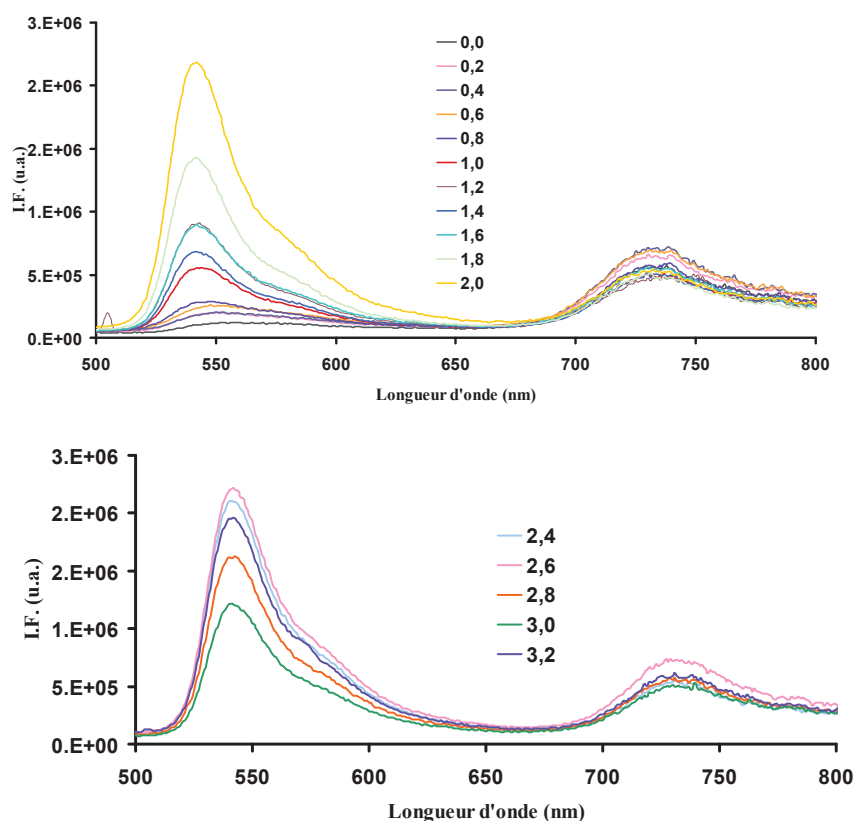 3.E+06
2.E+06
2.E+06
1.E+06
5.E+05
0.E+00
I.F. (u.a.)
500
550
600
650
700
750
800
Longueur d'onde (nm)
0,0
0,2
0,4
0,6
0,8
1,0
1,2
1,4
1,6
1,8
2,0
3.E+06
2.E+06
2.E+06
1.E+06
5.E+05
0.E+00
I.F. (u.a.)
500
550
600
650
700
750
800
Longueur d'onde (nm)
2,4
2,6
2,8
3,0
3,2